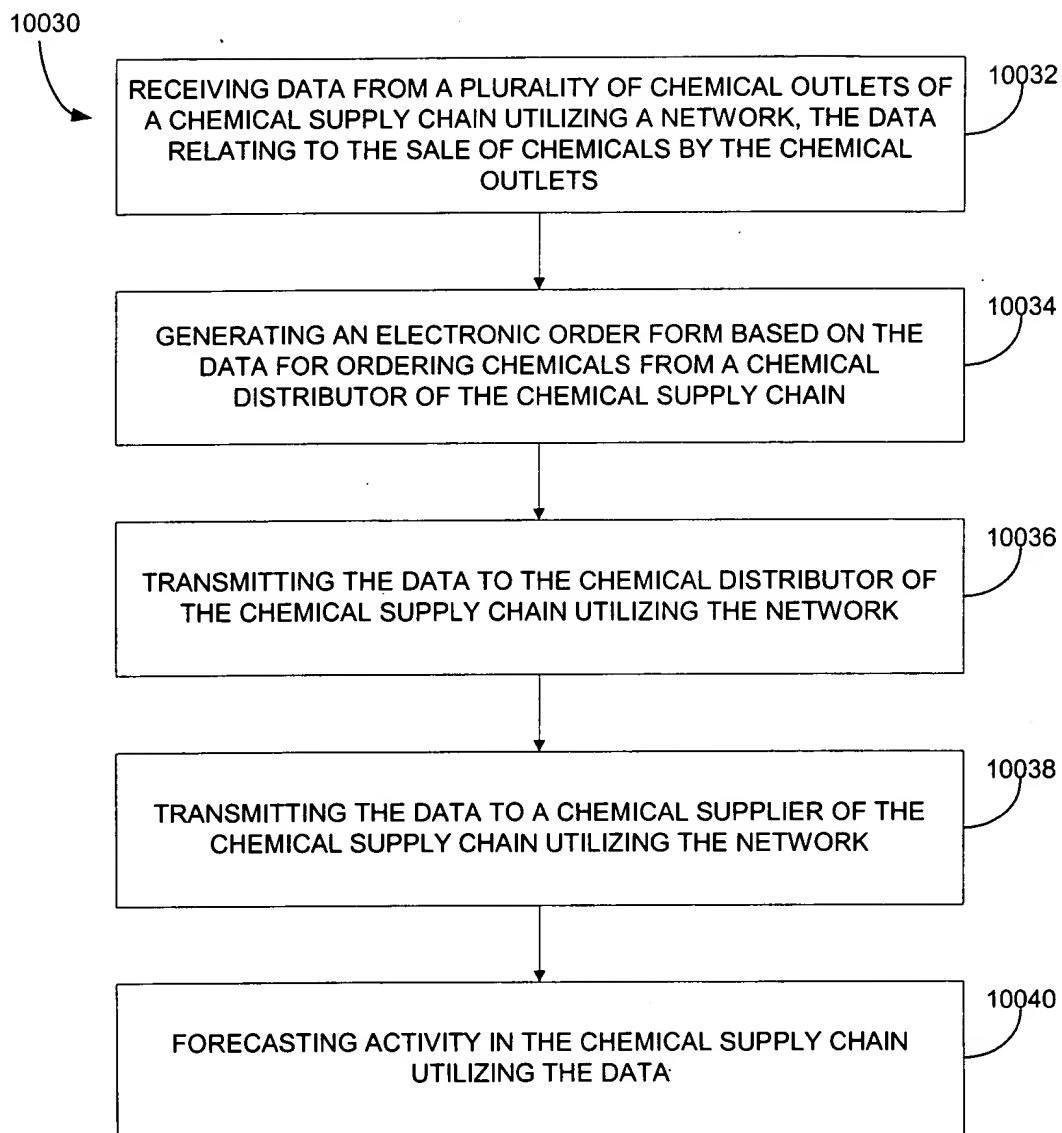 10030
10032
RECEIVING DATA FROM A PLURALITY OF CHEMICAL OUTLETS OF
A CHEMICAL SUPPLY CHAIN UTILIZING A NETWORK, THE DATA
RELATING TO THE SALE OF CHEMICALS BY THE CHEMICAL
OUTLETS
10034
GENERATING AN ELECTRONIC ORDER FORM BASED ON THE
DATA FOR ORDERING CHEMICALS FROM A CHEMICAL
DISTRIBUTOR OF THE CHEMICAL SUPPLY CHAIN
10036
TRANSMITTING THE DATA TO THE CHEMICAL DISTRIBUTOR OF
THE CHEMICAL SUPPLY CHAIN UTILIZING THE NETWORK
10038
TRANSMITTING THE DATA TO A CHEMICAL SUPPLIER OF THE
CHEMICAL SUPPLY CHAIN UTILIZING THE NETWORK
10040
FORECASTING ACTIVITY IN THE CHEMICAL SUPPLY CHAIN
UTILIZING THE DATA